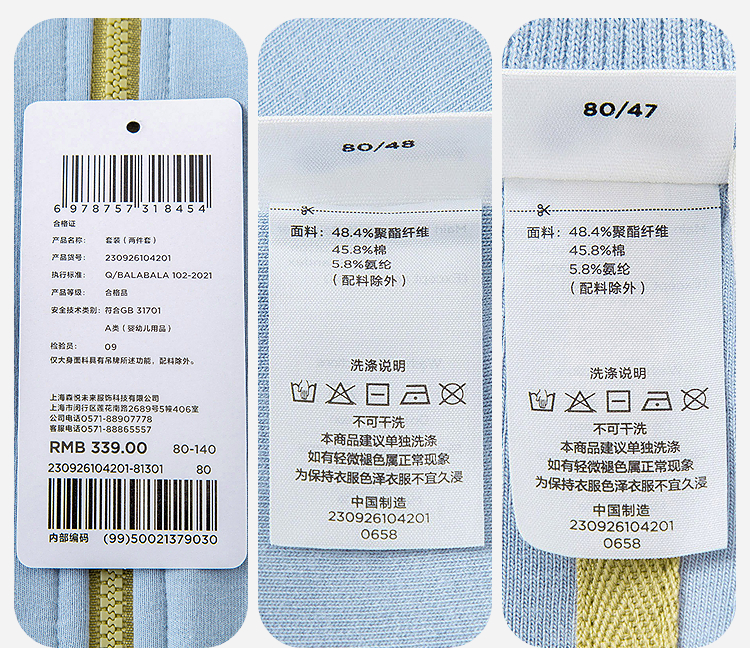 6 978757 318454
合格证
产品名称: 套装(两件套)
产品货号: 230926104201
执行标准: Q/BALABALA 102-2021
产品等级: 合格品
安全技术类别: 符合GB 31701
A类(婴幼儿用品)
检验员: 09
仅大身面料具有吊牌所述功能，配料除外。
上海森悦未来服饰科技有限公司
上海市闵行区莲花南路2689号5幢406室
公司电话0571-88907778
客服电话0571-88865557
RMB 339.00 80-140
230926104201-81301 80
内部编码 (99)50021379030
80/48
面料: 48.4%聚酯纤维
45.8%棉
5.8%氨纶
(配料除外)
洗涤说明
不可干洗
本商品建议单独洗涤
如有轻微褪色属正常现象
为保持衣服色泽衣服不宜久浸
中国制造
230926104201
0658
80/47
面料: 48.4%聚酯纤维
45.8%棉
5.8%氨纶
(配料除外)
洗涤说明
不可干洗
本商品建议单独洗涤
如有轻微褪色属正常现象
为保持衣服色泽衣服不宜久浸
中国制造
230926104201
0658